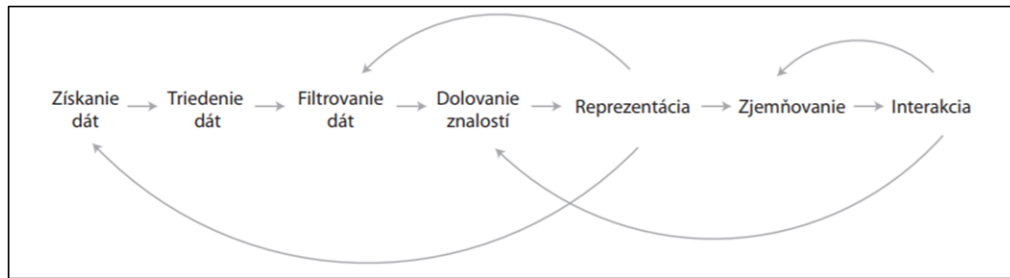 Získanie
dát
Triedenie
dát
Filtrovanie
dát
Dolovanie
znalostí
Reprezentácia
Zjemňovanie
Interakcia